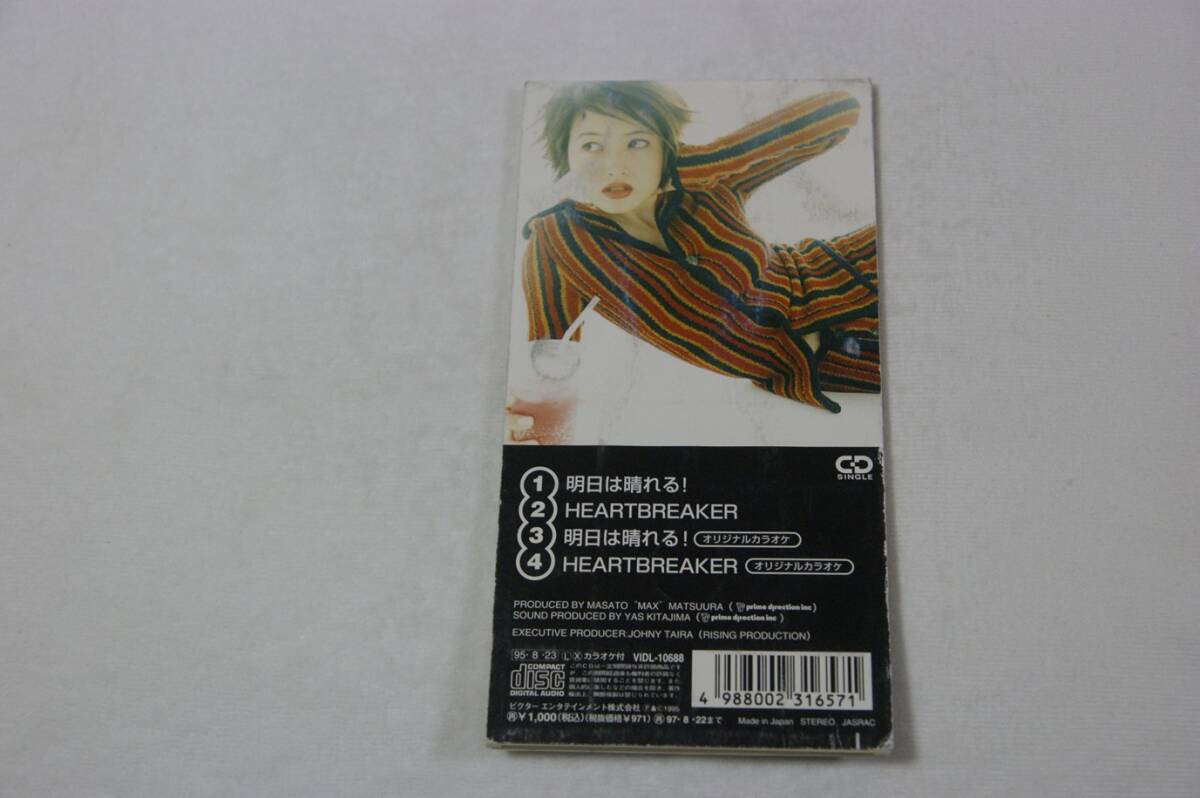 CD
SINGLE
1 明日は晴れる!
2 HEARTBREAKER
3 明日は晴れる! オリジナルカラオケ
4 HEARTBREAKER オリジナルカラオケ
PRODUCED BY MASATO "MAX" MATSUURA ( prime direction inc)
SOUND PRODUCED BY YAS KITAJIMA ( prime direction inc )
EXECUTIVE PRODUCER:JOHNY TAIRA (RISING PRODUCTION)
95・8・23 L X カラオケ付 VIDL-10688
COMPACT
disc
DIGITAL AUDIO
4 988002 316571
ビクター エンタテインメント株式会社 ℗&©1995
¥1,000(税込)(税抜価格¥971) 97・8・22まで Made in Japan STEREO, JASRAC